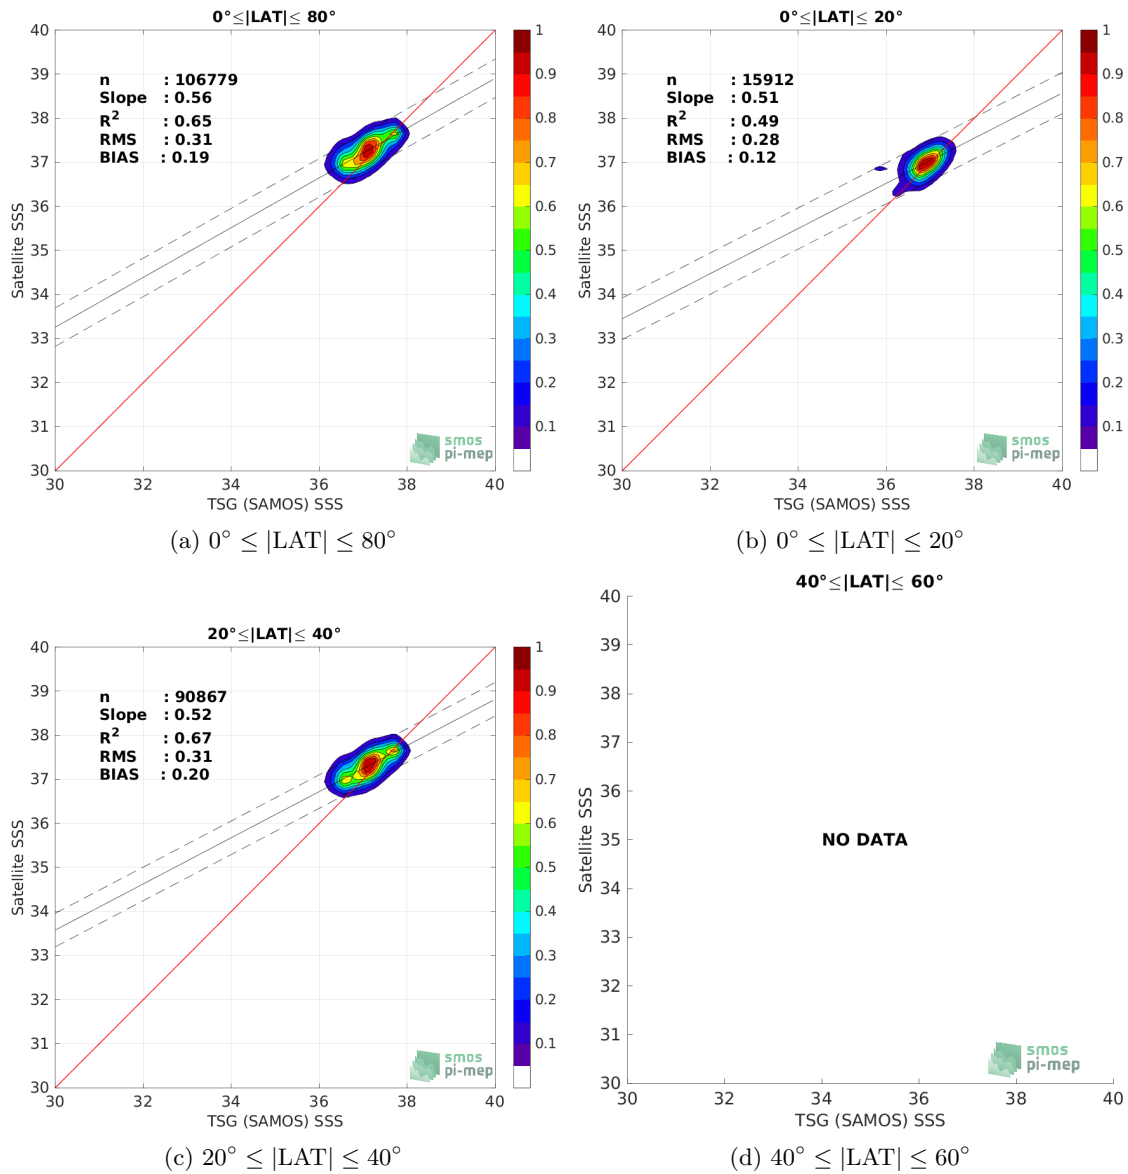 0°≤|LAT|≤ 80°
40
39
38
37
36
35
34
33
32
31
30
Satellite SSS
n : 106779
Slope : 0.56
R² : 0.65
RMS : 0.31
BIAS : 0.19
1
0.9
0.8
0.7
0.6
0.5
0.4
0.3
0.2
0.1
smos
pi-mep
30 32 34 36 38 40
TSG (SAMOS) SSS
(a) 0° ≤ |LAT| ≤ 80°
0°≤|LAT|≤ 20°
40
39
38
37
36
35
34
33
32
31
30
Satellite SSS
n : 15912
Slope : 0.51
R² : 0.49
RMS : 0.28
BIAS : 0.12
1
0.9
0.8
0.7
0.6
0.5
0.4
0.3
0.2
0.1
smos
pi-mep
30 32 34 36 38 40
TSG (SAMOS) SSS
(b) 0° ≤ |LAT| ≤ 20°
20°≤|LAT|≤ 40°
40
39
38
37
36
35
34
33
32
31
30
Satellite SSS
n : 90867
Slope : 0.52
R² : 0.67
RMS : 0.31
BIAS : 0.20
1
0.9
0.8
0.7
0.6
0.5
0.4
0.3
0.2
0.1
smos
pi-mep
30 32 34 36 38 40
TSG (SAMOS) SSS
(c) 20° ≤ |LAT| ≤ 40°
40°≤|LAT|≤ 60°
40
39
38
37
36
35
34
33
32
31
30
Satellite SSS
NO DATA
smos
pi-mep
30 32 34 36 38 40
TSG (SAMOS) SSS
(d) 40° ≤ |LAT| ≤ 60°